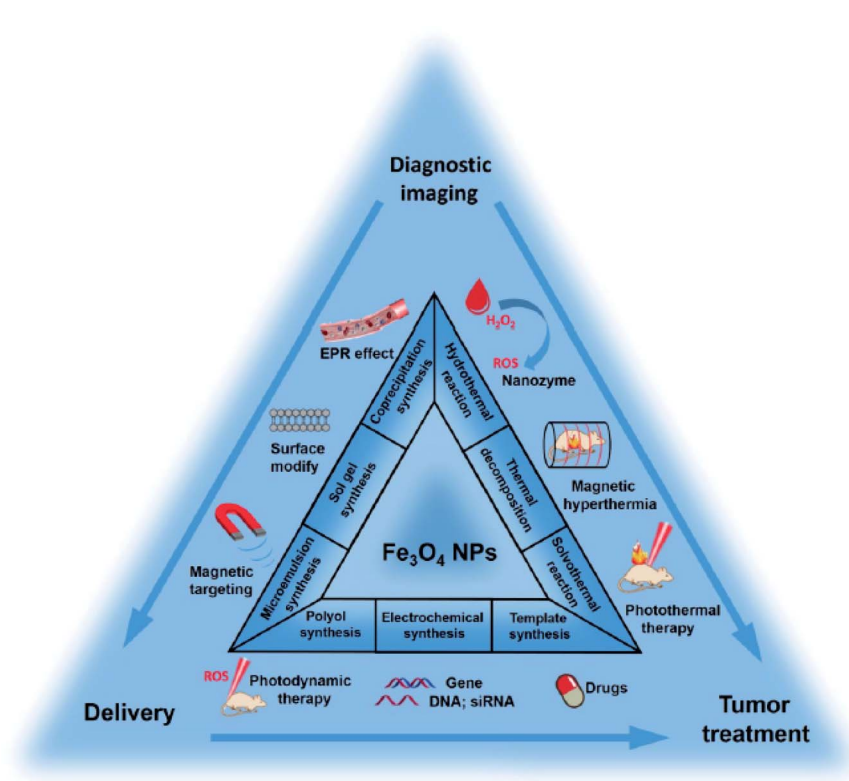 Diagnostic
imaging
EPR effect
H₂O₂
ROS
Nanozyme
Coprecipitation
synthesis
Hydrothermal
reaction
Surface
modify
Sol gel
synthesis
Thermal
decomposition
Magnetic
hyperthermia
Magnetic
targeting
Microemulsion
synthesis
Fe₃O₄ NPs
Solvothermal
reaction
Photothermal
therapy
Polyol
synthesis
Electrochemical
synthesis
Template
synthesis
ROS
Photodynamic
therapy
Gene
DNA; siRNA
Drugs
Delivery
Tumor
treatment